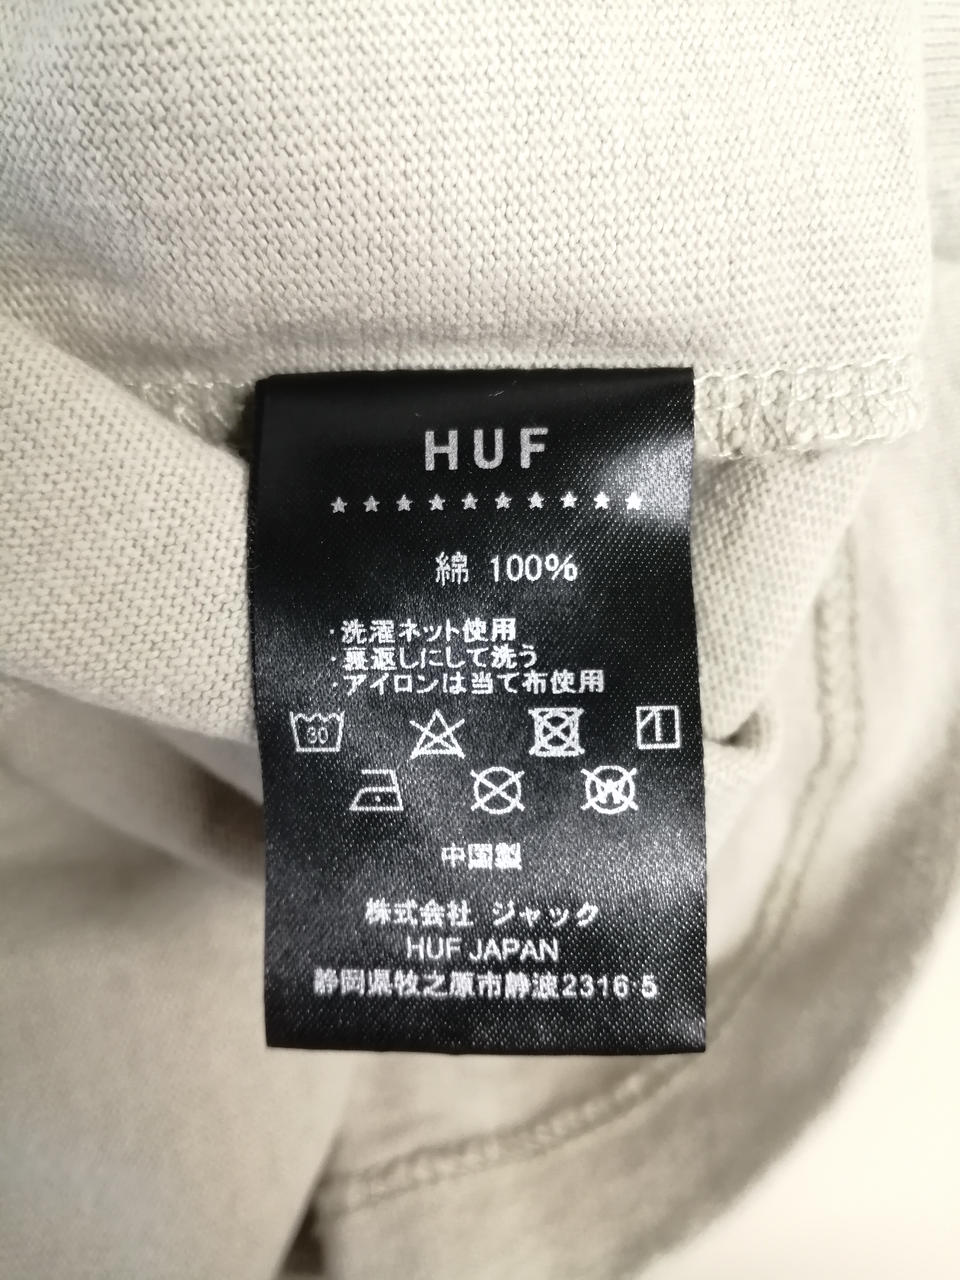 HUF
★★★★★★★★★★
綿 100%
・洗濯ネット使用
・裏返しにして洗う
・アイロンは当て布使用
30
W
中国製
株式会社 ジャック
HUF JAPAN
静岡県牧之原市静波2316-5